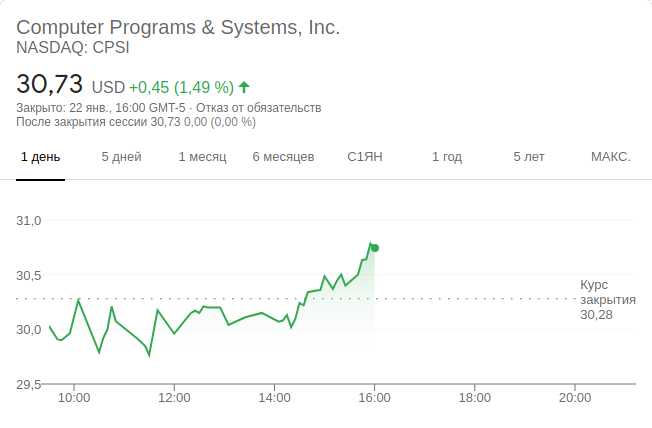 Computer Programs & Systems, Inc.
NASDAQ: CPSI
30,73 USD +0,45 (1,49 %)
Закрыто: 22 янв., 16:00 GMT-5 · Отказ от обязательств
После закрытия сессии 30,73 0,00 (0,00 %)
1 день 5 дней 1 месяц 6 месяцев С1ЯН 1 год 5 лет МАКС.
31,0
30,5
Курс
закрытия
30,28
30,0
29,5
10:00 12:00 14:00 16:00 18:00 20:00